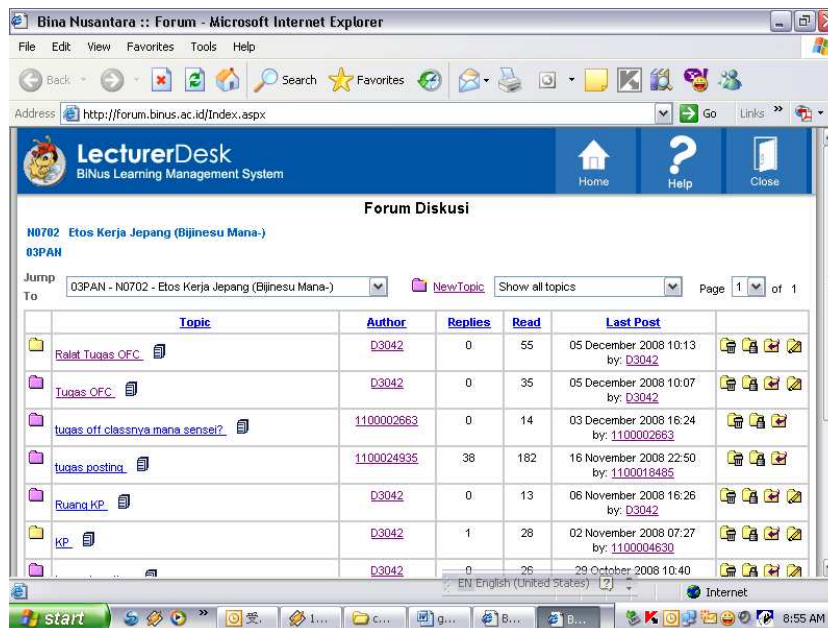 Bina Nusantara :: Forum - Microsoft Internet Explorer
File Edit View Favorites Tools Help
Back Search Favorites
Address http://forum.binus.ac.id/Index.aspx Go Links »
LecturerDesk
BiNus Learning Management System
Home Help Close
Forum Diskusi
N0702 Etos Kerja Jepang (Bijinesu Mana-)
03PAN
Jump To 03PAN - N0702 - Etos Kerja Jepang (Bijinesu Mana-) NewTopic Show all topics Page 1 of 1
Topic Author Replies Read Last Post
Ralat Tugas OFC D3042 0 55 05 December 2008 10:13
by: D3042
Tugas OFC D3042 0 35 05 December 2008 10:07
by: D3042
tugas off classnya mana sensei? 1100002663 0 14 03 December 2008 16:24
by: 1100002663
tugas posting 1100024935 38 182 16 November 2008 22:50
by: 1100018485
Ruang KP D3042 0 13 06 November 2008 16:26
by: D3042
KP D3042 1 28 02 November 2008 07:27
by: 1100004630
D3042 0 26 29 October 2008 10:40
EN English (United States)
Internet
start » 受. 1... C... g... B... B... 8:55 AM